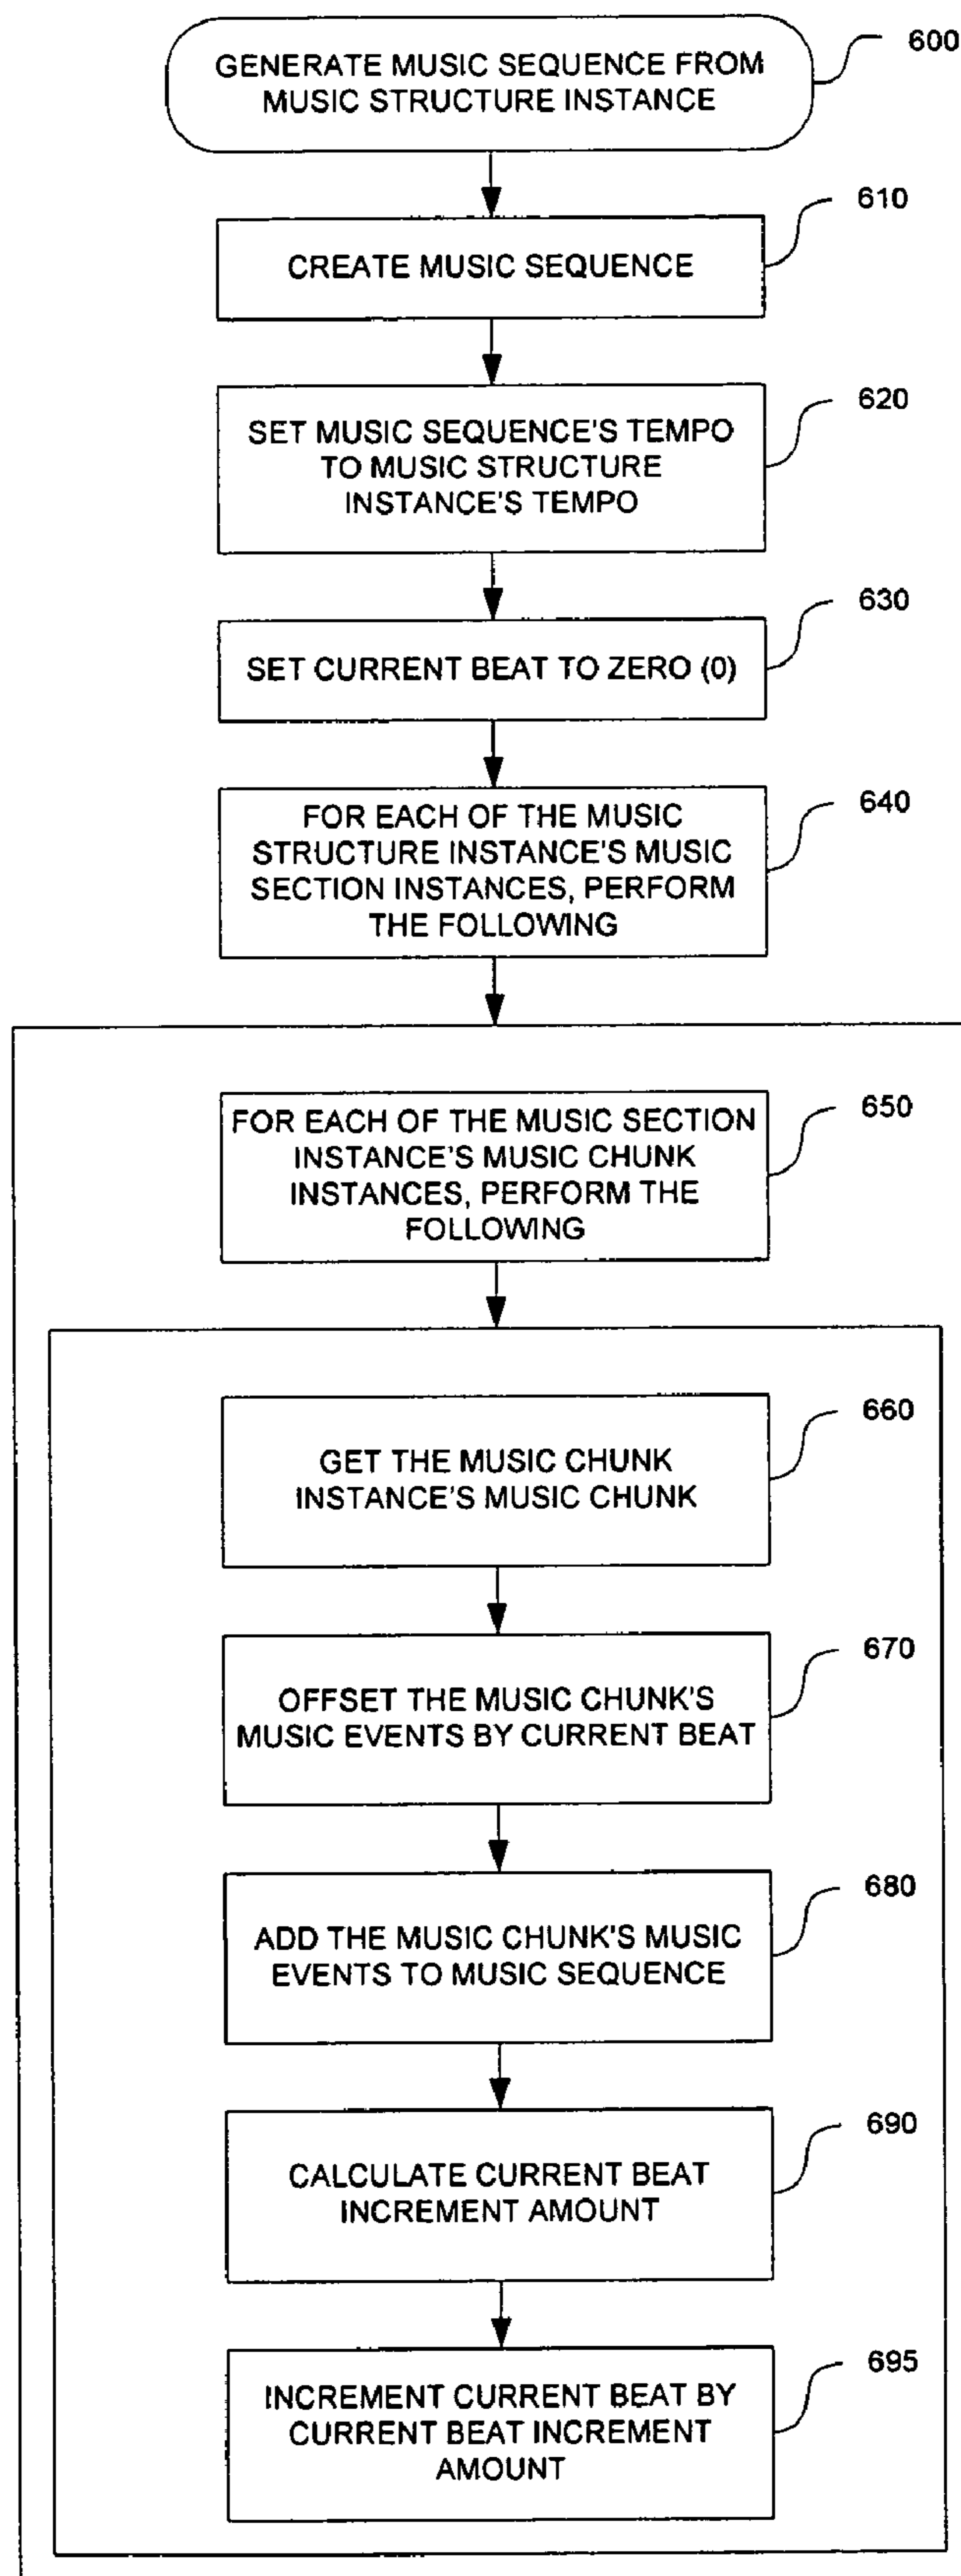 GENERATE MUSIC SEQUENCE FROM
MUSIC STRUCTURE INSTANCE
600
CREATE MUSIC SEQUENCE
610
SET MUSIC SEQUENCE'S TEMPO
TO MUSIC STRUCTURE
INSTANCE'S TEMPO
620
SET CURRENT BEAT TO ZERO (0)
630
FOR EACH OF THE MUSIC
STRUCTURE INSTANCE'S MUSIC
SECTION INSTANCES, PERFORM
THE FOLLOWING
640
FOR EACH OF THE MUSIC SECTION
INSTANCE'S MUSIC CHUNK
INSTANCES, PERFORM THE
FOLLOWING
650
GET THE MUSIC CHUNK
INSTANCE'S MUSIC CHUNK
660
OFFSET THE MUSIC CHUNK'S
MUSIC EVENTS BY CURRENT BEAT
670
ADD THE MUSIC CHUNK'S MUSIC
EVENTS TO MUSIC SEQUENCE
680
CALCULATE CURRENT BEAT
INCREMENT AMOUNT
690
INCREMENT CURRENT BEAT BY
CURRENT BEAT INCREMENT
AMOUNT
695